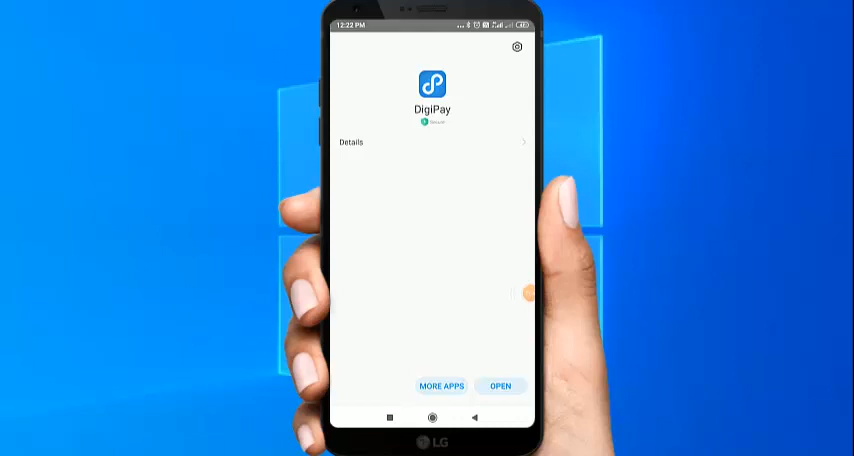 12:22 PM
DigiPay
Details
MORE APPS
OPEN
LG